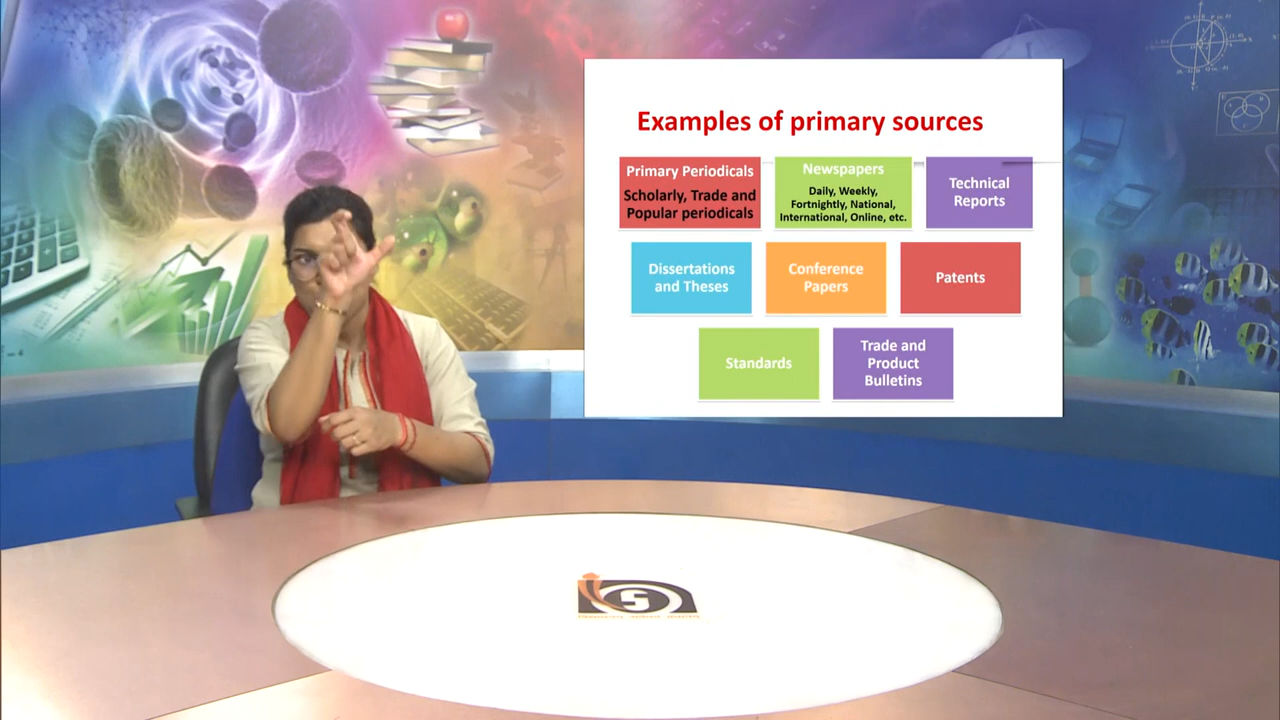 Examples of primary sources
Primary Periodicals
Scholarly, Trade and
Popular periodicals
Newspapers
Daily, Weekly,
Fortnightly, National,
International, Online, etc.
Technical
Reports
Dissertations
and Theses
Conference
Papers
Patents
Standards
Trade and
Product
Bulletins